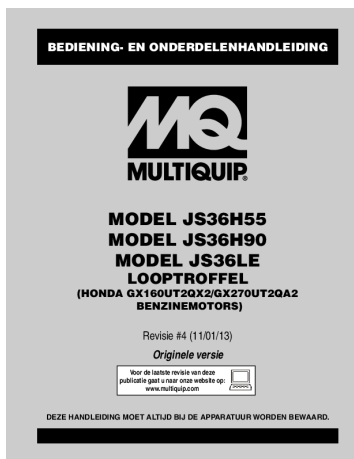 BEDIENING- EN ONDERDELENHANDLEIDING
MQ
MULTIQUIP®
MODEL JS36H55
MODEL JS36H90
MODEL JS36LE
LOOPTROFFEL
(HONDA GX160UT2QX2/GX270UT2QA2
BENZINEMOTORS)
Revisie #4 (11/01/13)
Originele versie
Voor de laatste revisie van deze
publicatie gaat u naar onze website op:
www.multiquip.com
DEZE HANDLEIDING MOET ALTIJD BIJ DE APPARATUUR WORDEN BEWAARD.